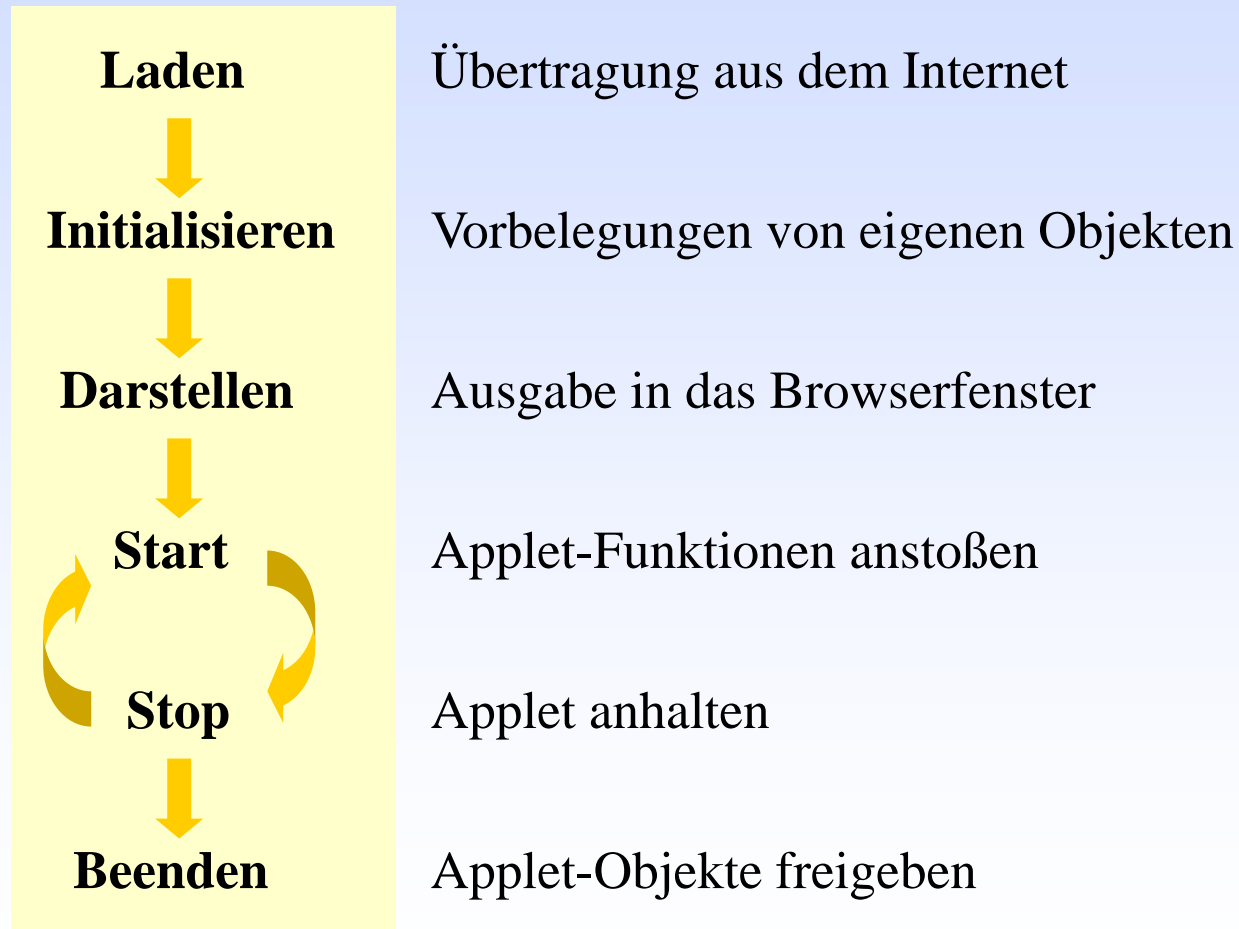 Laden Übertragung aus dem Internet
Initialisieren Vorbelegungen von eigenen Objekten
Darstellen Ausgabe in das Browserfenster
Start Applet-Funktionen anstoßen
Stop Applet anhalten
Beenden Applet-Objekte freigeben